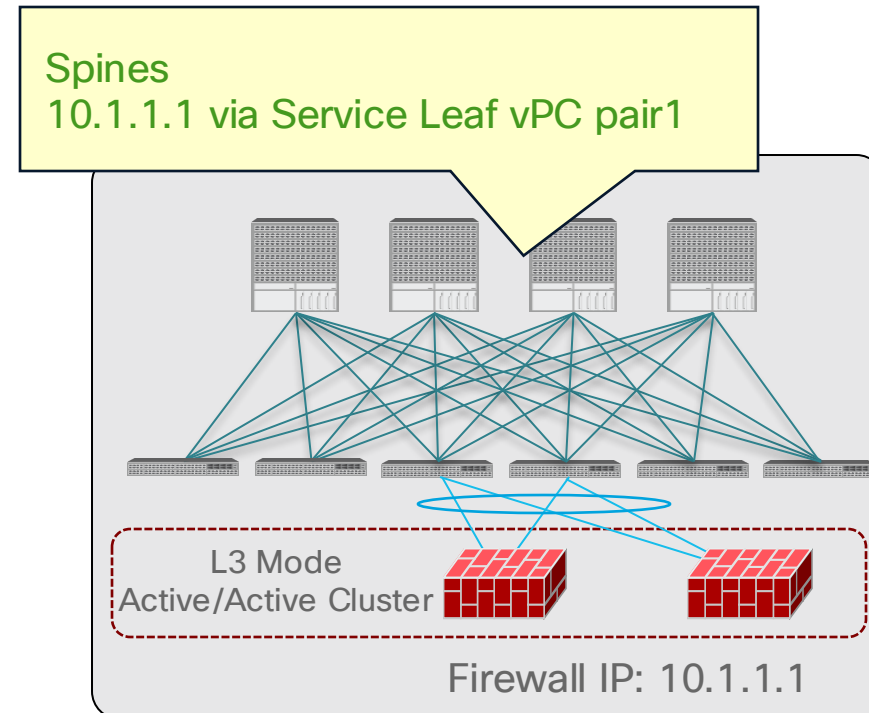 Spines
10.1.1.1 via Service Leaf vPC pair1
L3 Mode
Active/Active Cluster
Firewall IP: 10.1.1.1